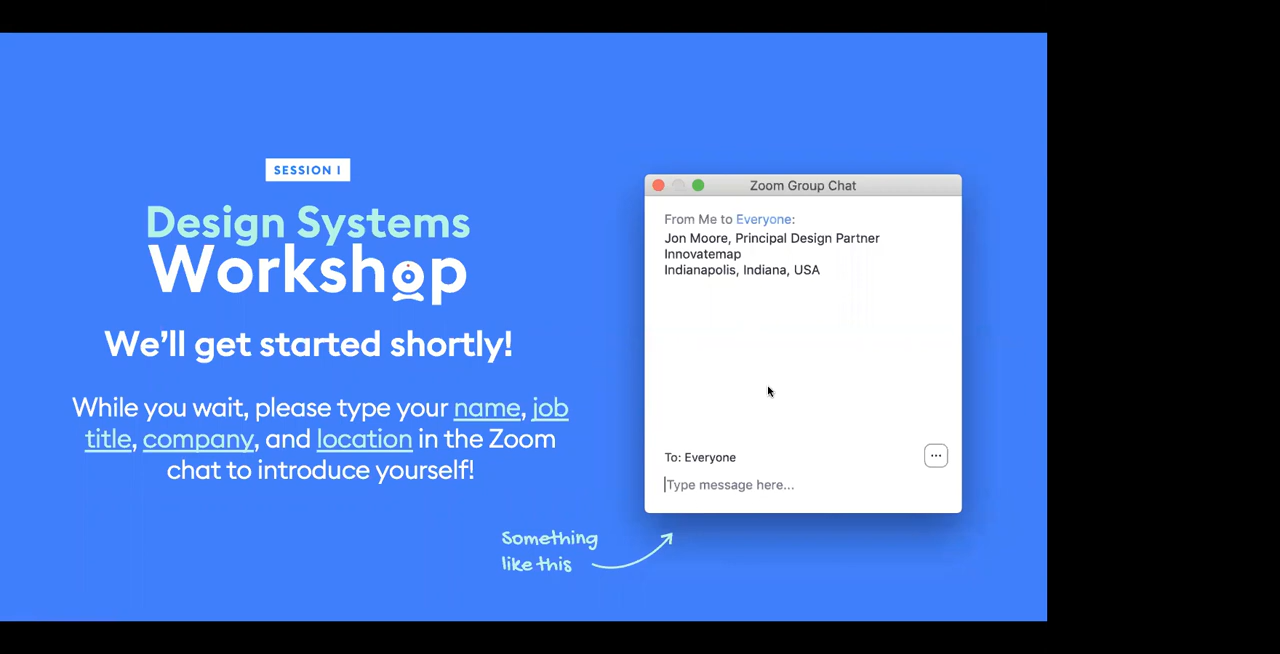 SESSION 1
Design Systems
Workshop
We’ll get started shortly!
While you wait, please type your name, job
title, company, and location in the Zoom
chat to introduce yourself!
Something
like this
Zoom Group Chat
From Me to Everyone:
Jon Moore, Principal Design Partner
Innovatemap
Indianapolis, Indiana, USA
To: Everyone
Type message here...